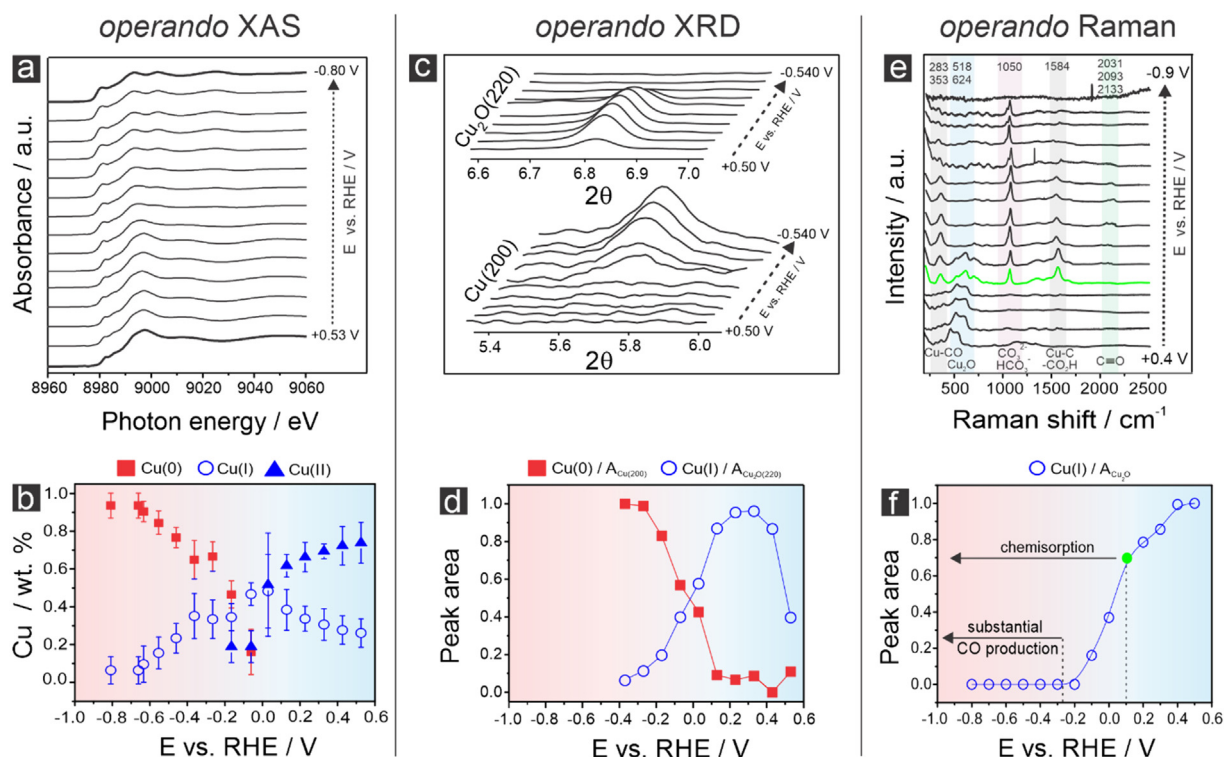 operando XAS
operando XRD
operando Raman
a
Absorbance / a.u.
-0.80 V
E vs. RHE / V
+0.53 V
8960 8980 9000 9020 9040 9060
Photon energy / eV
c
Cu₂O(220)
-0.540 V
E vs. RHE / V
+0.50 V
6.6 6.7 6.8 6.9 7.0
2θ
Cu(200)
-0.540 V
E vs. RHE / V
+0.50 V
5.4 5.6 5.8 6.0
2θ
e
Intensity / a.u.
283 518 1050 1584 2031
353 624 2093
2133
-0.9 V
E vs. RHE / V
+0.4 V
Cu-CO CO₃²⁻ Cu-C
Cu₂O HCO₃⁻ -CO₂H C≡O
500 1000 1500 2000 2500
Raman shift / cm⁻¹
Cu(0) Cu(I) Cu(II)
b
Cu / wt. %
1.0
0.8
0.6
0.4
0.2
0.0
-1.0 -0.8 -0.6 -0.4 -0.2 0.0 0.2 0.4 0.6
E vs. RHE / V
Cu(0) / A Cu(200) Cu(I) / A Cu₂O(220)
d
Peak area
1.0
0.8
0.6
0.4
0.2
0.0
-1.0 -0.8 -0.6 -0.4 -0.2 0.0 0.2 0.4 0.6
E vs. RHE / V
Cu(I) / A Cu₂O
f
Peak area
1.0
0.8
0.6
0.4
0.2
0.0
chemisorption
substantial
CO production
-1.0 -0.8 -0.6 -0.4 -0.2 0.0 0.2 0.4 0.6
E vs. RHE / V